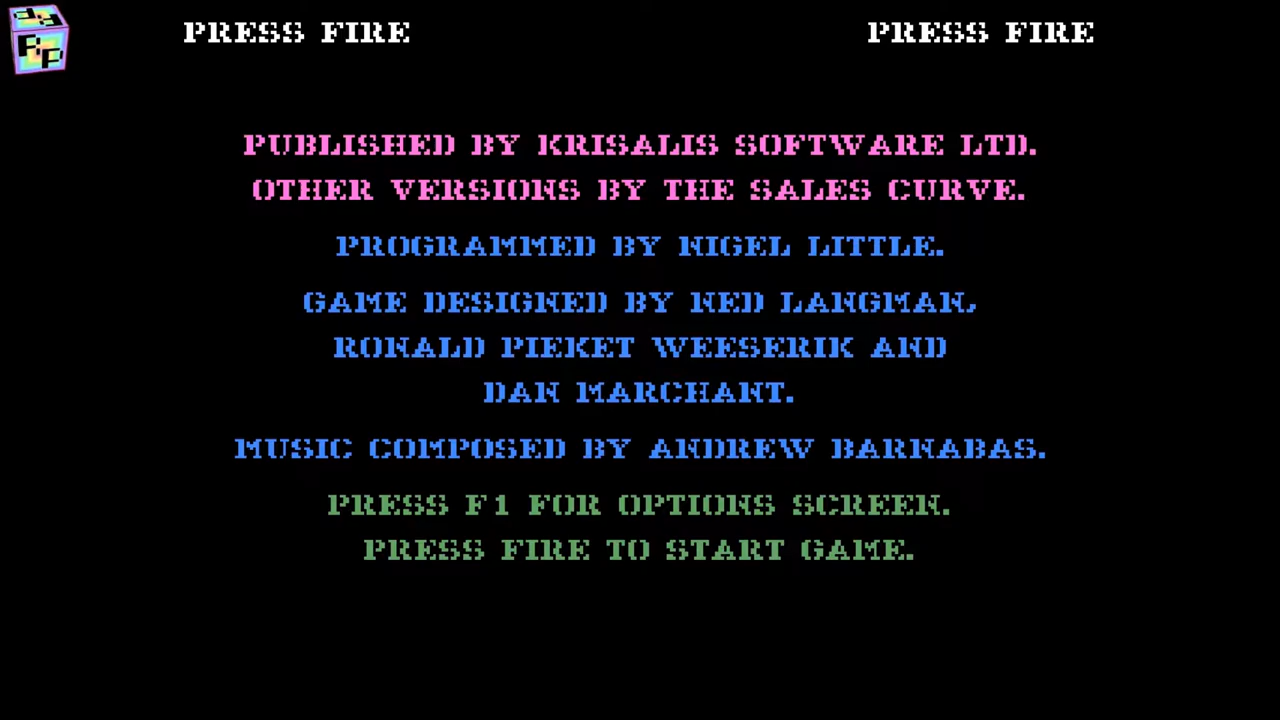 PRESS FIRE PRESS FIRE
PUBLISHED BY KRISALIS SOFTWARE LTD.
OTHER VERSIONS BY THE SALES CURVE.
PROGRAMMED BY NIGEL LITTLE.
GAME DESIGNED BY NED LANGMAN,
RONALD PIEKET WEESERIK AND
DAN MARCHANT.
MUSIC COMPOSED BY ANDREW BARNABAS.
PRESS F1 FOR OPTIONS SCREEN.
PRESS FIRE TO START GAME.